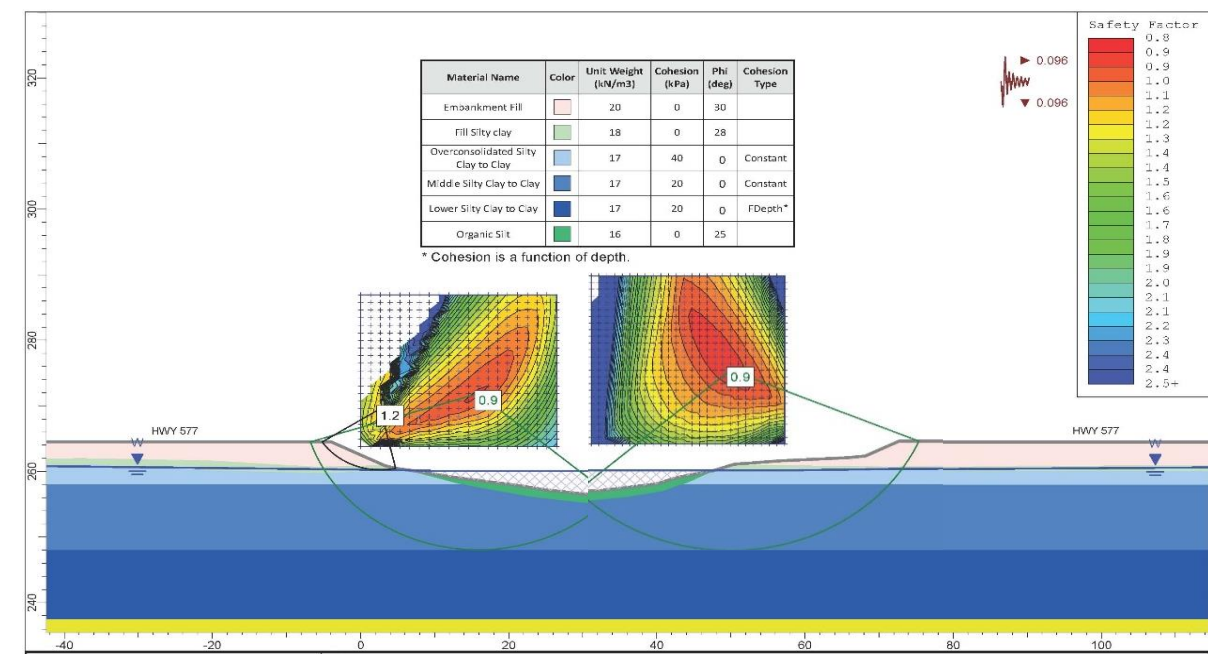 Safety Factor
0.8
0.9
0.9
1.0
1.1
1.2
1.2
1.3
1.4
1.4
1.5
1.6
1.6
1.7
1.8
1.9
1.9
2.0
2.1
2.1
2.2
2.3
2.4
2.4
2.5+
0.096
0.096
Material Name Color Unit Weight (kN/m3) Cohesion (kPa) Phi (deg) Cohesion Type
Embankment Fill 20 0 30
Fill Silty clay 18 0 28
Overconsolidated Silty Clay to Clay 17 40 0 Constant
Middle Silty Clay to Clay 17 20 0 Constant
Lower Silty Clay to Clay 17 20 0 FDepth*
Organic Silt 16 0 25
* Cohesion is a function of depth.
320
300
280
260
240
1.2
0.9
0.9
HWY 577
HWY 577
W
W
-40 -20 0 20 40 60 80 100